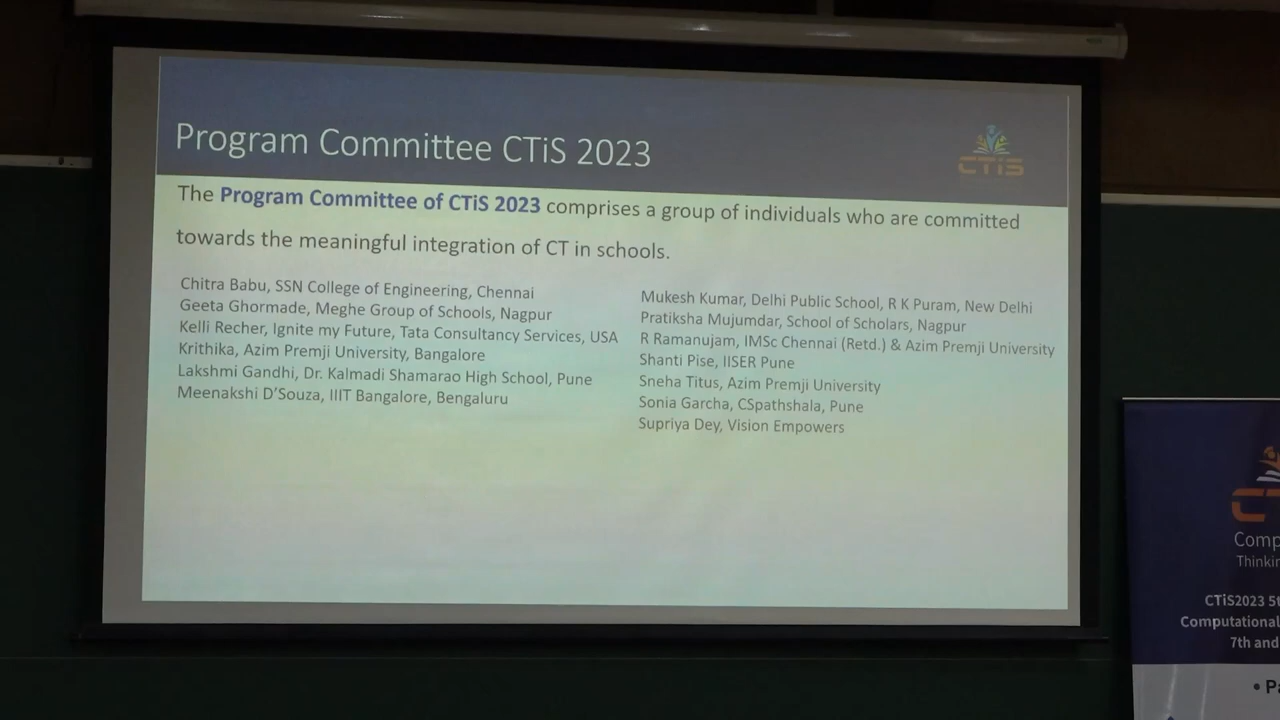 Program Committee CTiS 2023
CTiS
The Program Committee of CTiS 2023 comprises a group of individuals who are committed
towards the meaningful integration of CT in schools.
Chitra Babu, SSN College of Engineering, Chennai
Geeta Ghormade, Meghe Group of Schools, Nagpur
Kelli Recher, Ignite my Future, Tata Consultancy Services, USA
Krithika, Azim Premji University, Bangalore
Lakshmi Gandhi, Dr. Kalmadi Shamarao High School, Pune
Meenakshi D'Souza, IIIT Bangalore, Bengaluru
Mukesh Kumar, Delhi Public School, R K Puram, New Delhi
Pratiksha Mujumdar, School of Scholars, Nagpur
R Ramanujam, IMSc Chennai (Retd.) & Azim Premji University
Shanti Pise, IISER Pune
Sneha Titus, Azim Premji University
Sonia Garcha, CSpathshala, Pune
Supriya Dey, Vision Empowers
CT
Comp
Thinkin
CTiS2023 5t
Computational
7th and
• Pa